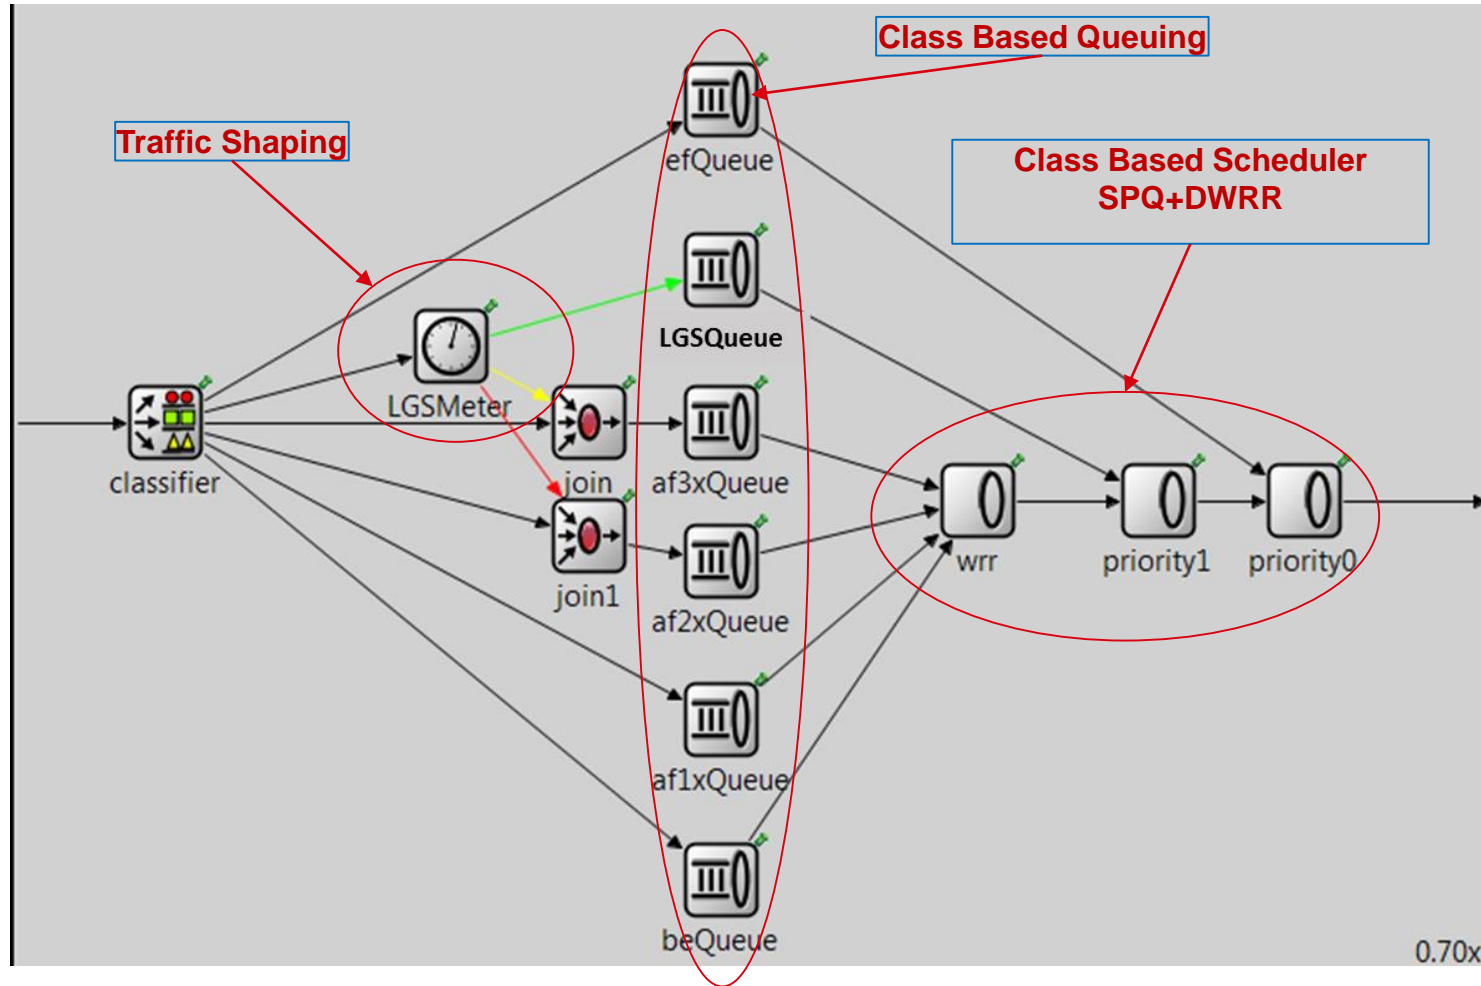 Class Based Queuing
Traffic Shaping
efQueue
Class Based Scheduler
SPQ+DWRR
LGSQueue
LGSMeter
classifier
join
af3xQueue
wrr
priority1
priority0
join1
af2xQueue
af1xQueue
beQueue
0.70x